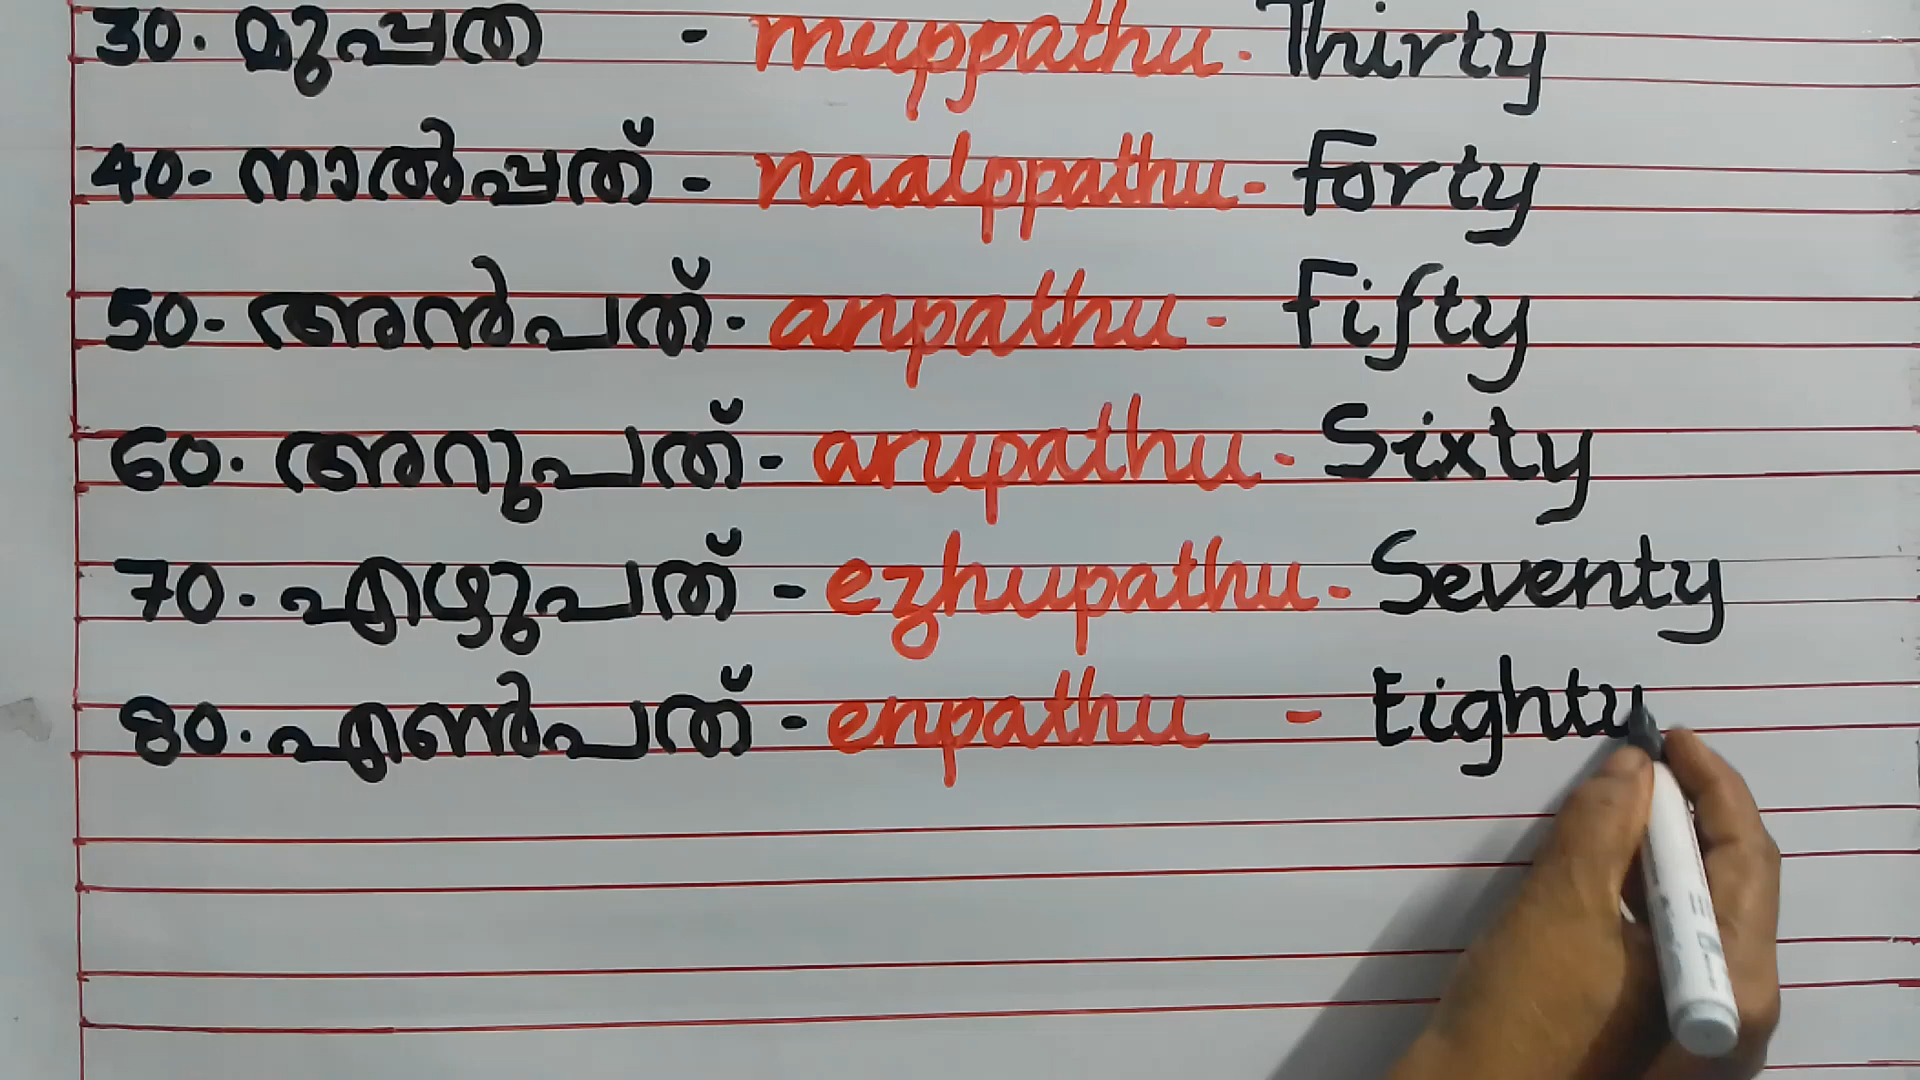 30. മുപ്പത - muppathu - Thirty
40 - നാൽപ്പത് - naalppathu - Forty
50 - അൻപത് - anpathu - Fifty
60. അറുപത് - arupathu - Sixty
70. എഴുപത് - ezhupathu - Seventy
80. എൺപത് - enpathu - Eighty